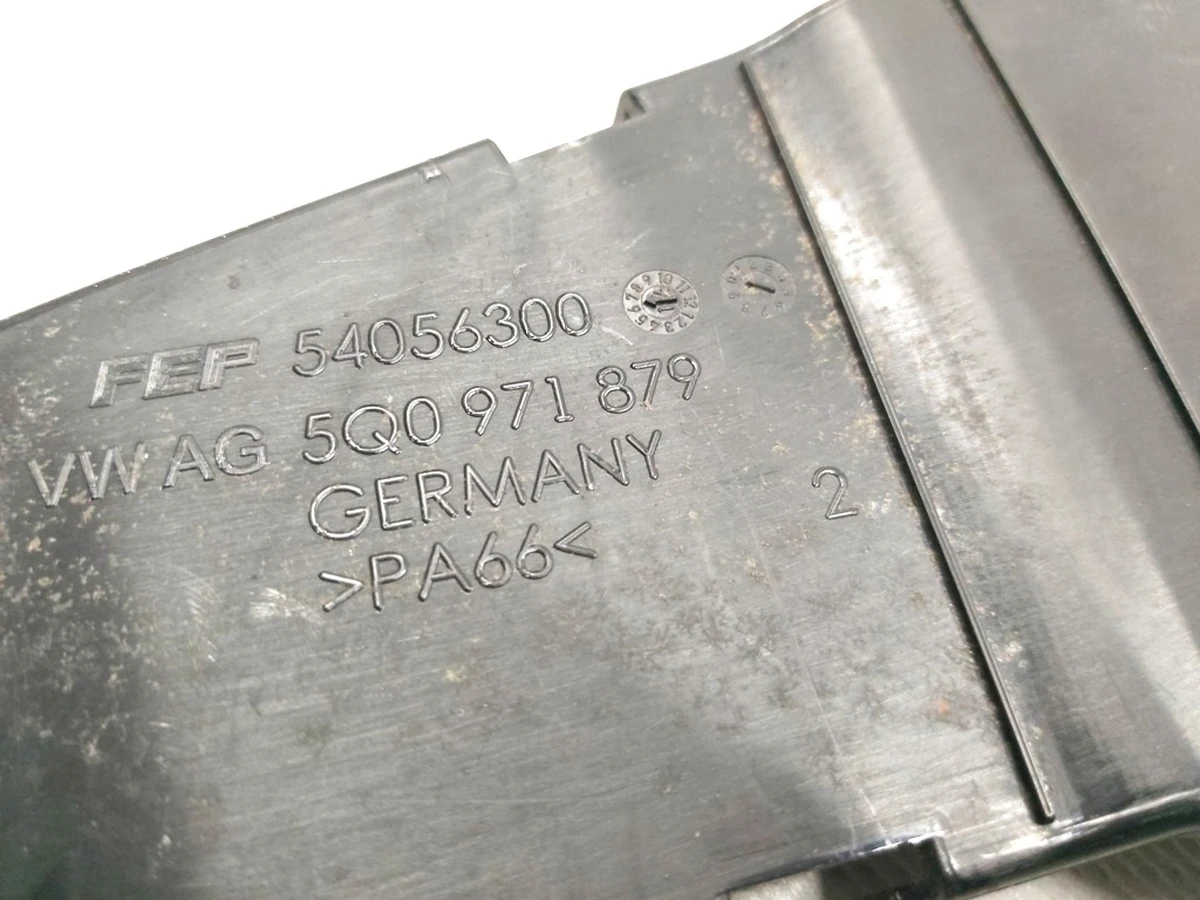 FEP 54056300
VW AG 5Q0 971 879
GERMANY
>PA66<
2